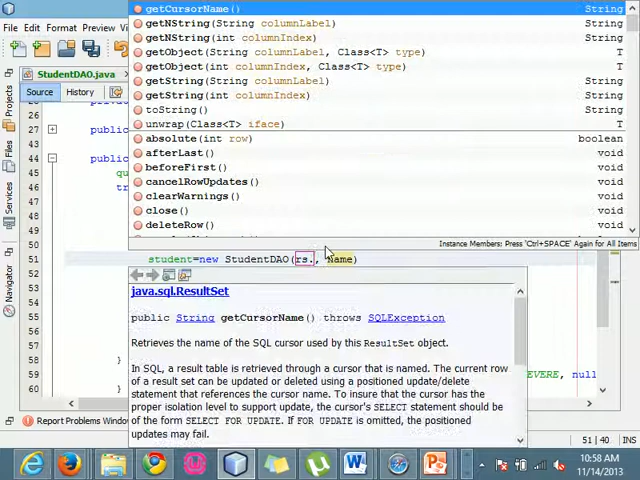 getCursorName() String
getNString(String columnLabel) String
getNString(int columnIndex) String
getObject(String columnLabel, Class<T> type) T
getObject(int columnIndex, Class<T> type) T
getString(String columnLabel) String
getString(int columnIndex) String
toString() String
unwrap(Class<T> iface) T
absolute(int row) boolean
afterLast() void
beforeFirst() void
cancelRowUpdates() void
clearWarnings() void
close() void
deleteRow() void
Instance Members; Press 'Ctrl+SPACE' Again for All Items
File Edit Format
StudentDAO.java
Source History
Projects
Files
Services
27 public
43
44 public
45 qu
46 tr
47
48
49
50
51 student=new StudentDAO(rs., Name)
52
53
54
55
56
57
58 }
59 } EVERE, null
60 }
java.sql.ResultSet
public String getCursorName() throws SQLException
Retrieves the name of the SQL cursor used by this ResultSet object.
In SQL, a result table is retrieved through a cursor that is named. The current row
of a result set can be updated or deleted using a positioned update/delete
statement that references the cursor name. To insure that the cursor has the
proper isolation level to support update, the cursor's SELECT statement should be
of the form SELECT FOR UPDATE. If FOR UPDATE is omitted, the positioned
updates may fail.
Report Problems Windo
51 | 40 INS
10:58 AM
11/14/2013